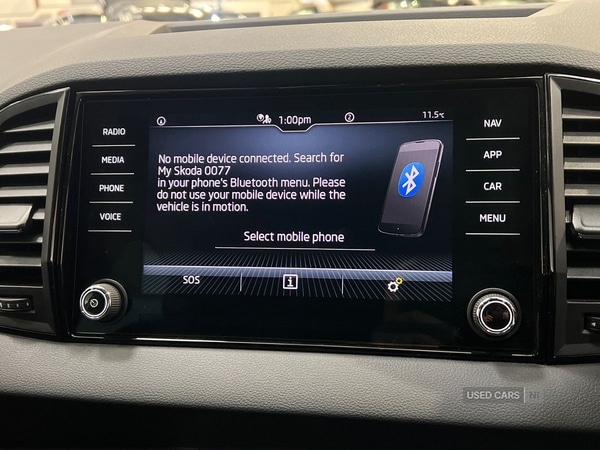 1:00pm
2
11.5℃
RADIO
MEDIA
PHONE
VOICE
No mobile device connected. Search for
My Skoda 0077
in your phone's Bluetooth menu. Please
do not use your mobile device while the
vehicle is in motion.
Select mobile phone
SOS
i
NAV
APP
CAR
MENU
USED CARS NI